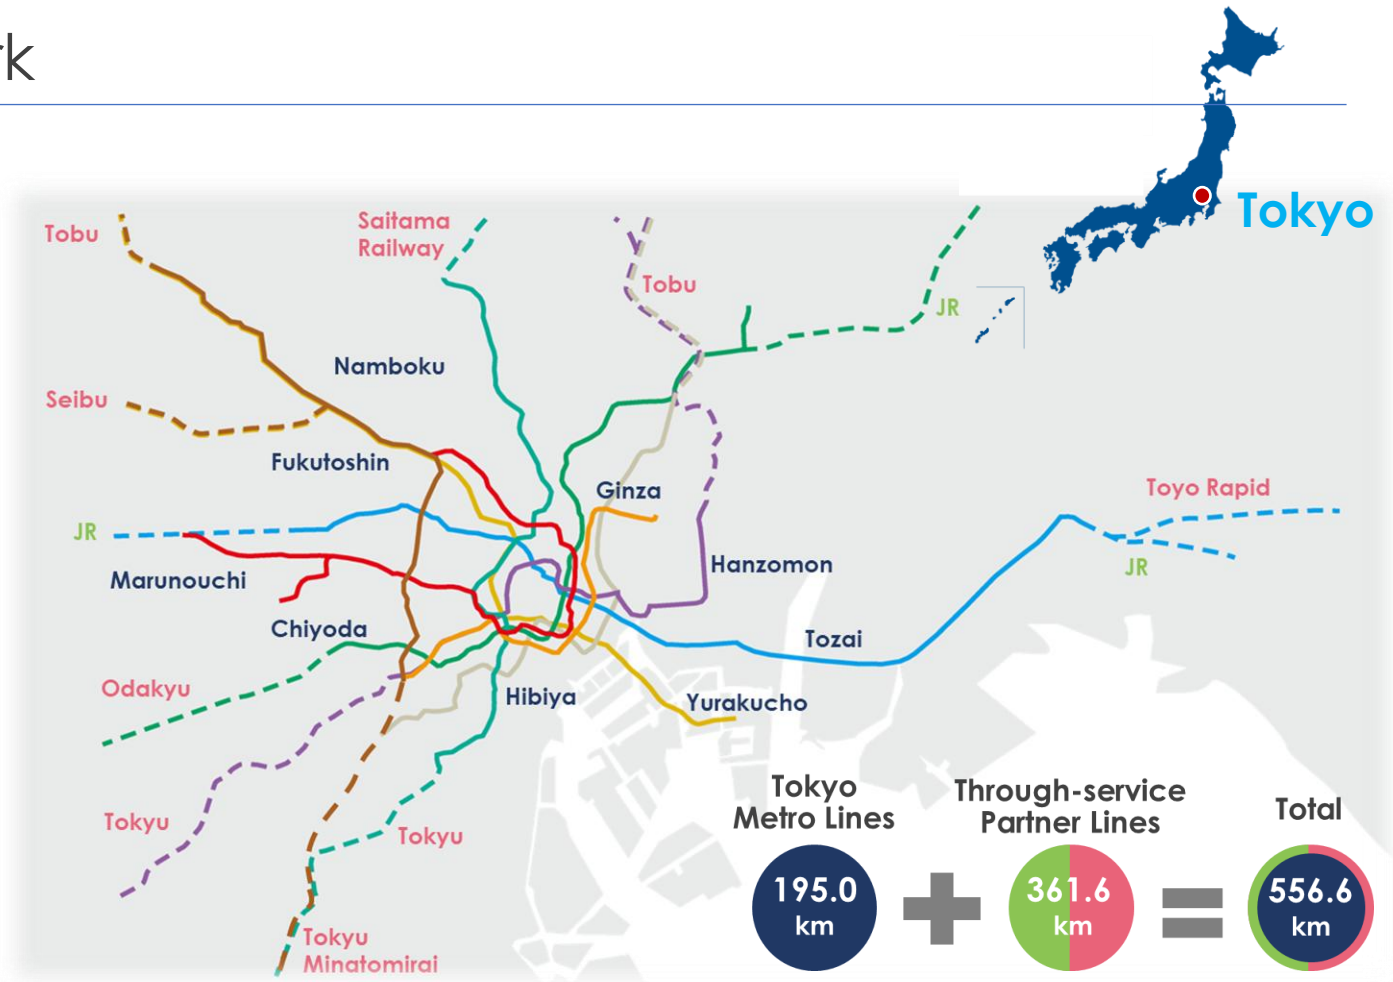 rk
Tokyo
Tobu
Saitama
Railway
Tobu
JR
Namboku
Seibu
Fukutoshin
Ginza
Toyo Rapid
JR
Hanzomon
JR
Marunouchi
Chiyoda
Tozai
Odakyu
Hibiya
Yurakucho
Tokyu
Tokyu
Tokyu
Minatomirai
Tokyo
Metro Lines
195.0
km
Through-service
Partner Lines
361.6
km
Total
556.6
km